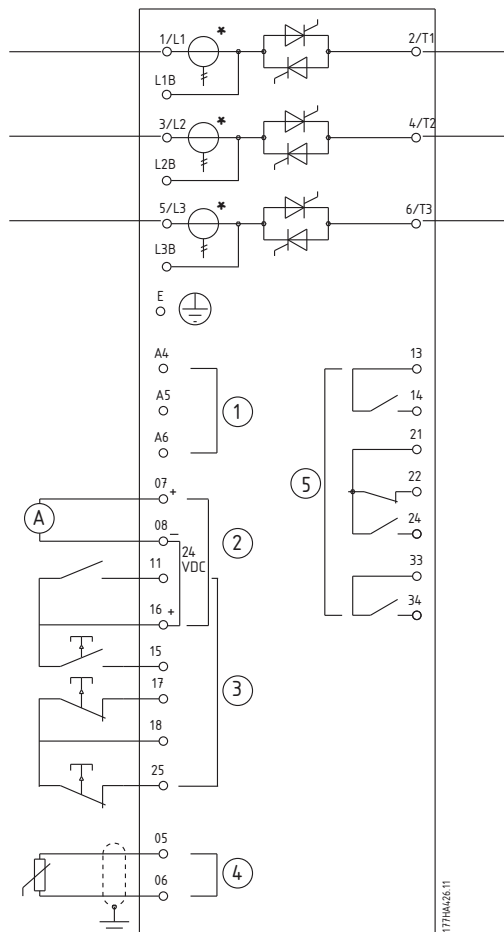 1/L1 * 2/T1
L1B
3/L2 * 4/T2
L2B
5/L3 * 6/T3
L3B
E
A4
A5
A6
1
07 +
A
08 –
2
24
VDC
11
16 +
15
17
3
18
25
05
06
4
13
14
21
5
22
24
33
34
177HA426.11